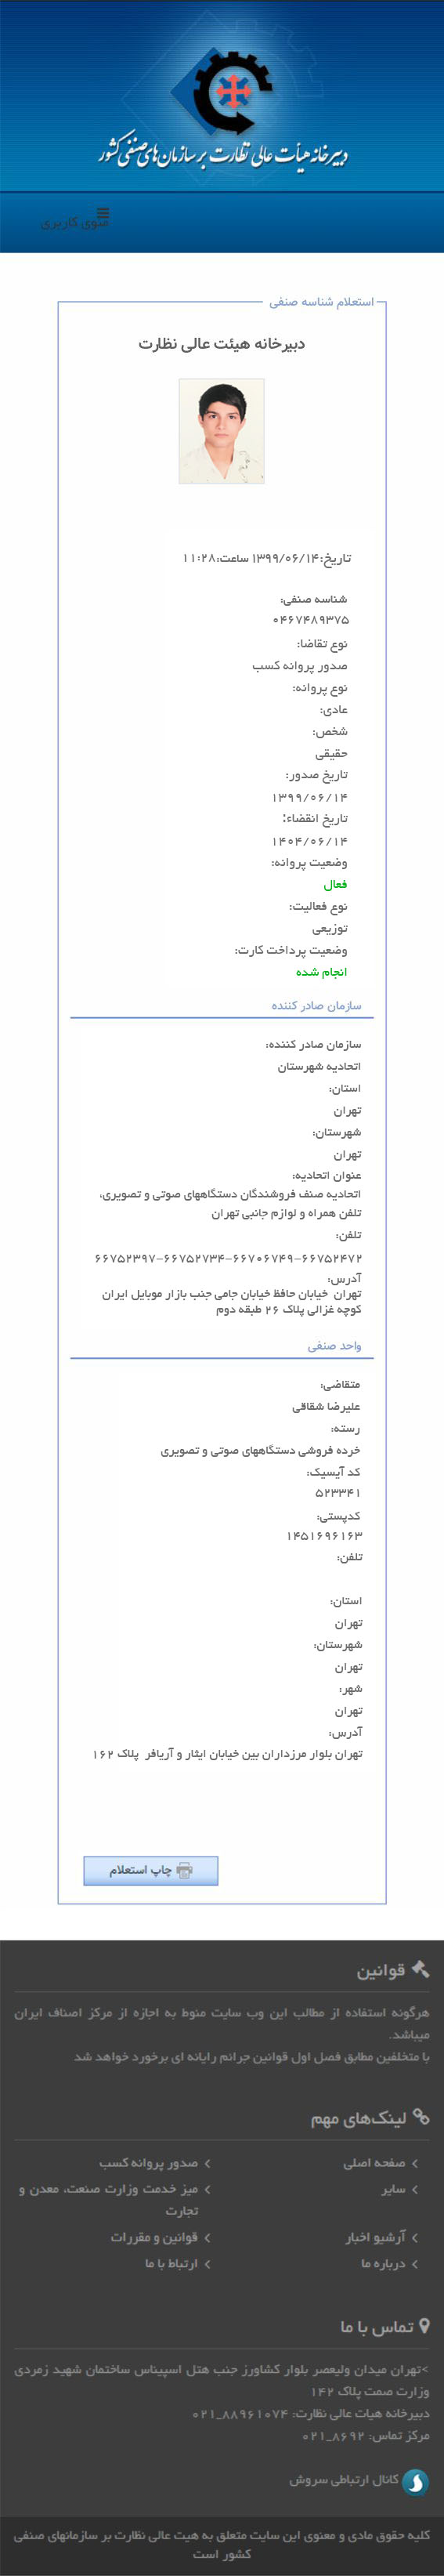 دبیرخانه هیأت عالی نظارت بر سازمان‌های صنفی کشور
منوی کاربری
استعلام شناسه صنفی
دبیرخانه هیئت عالی نظارت
تاریخ:۱۳۹۹/۰۶/۱۴ ساعت:۱۱:۲۸
شناسه صنفی:
۰۴۶۷۴۸۹۳۷۵
نوع تقاضا:
صدور پروانه کسب
نوع پروانه:
عادی:
شخص:
حقیقی
تاریخ صدور:
۱۳۹۹/۰۶/۱۴
تاریخ انقضاء:
۱۴۰۴/۰۶/۱۴
وضعیت پروانه:
فعال
نوع فعالیت:
توزیعی
وضعیت پرداخت کارت:
انجام شده
سازمان صادر کننده
سازمان صادر کننده:
اتحادیه شهرستان
استان:
تهران
شهرستان:
تهران
عنوان اتحادیه:
اتحادیه صنف فروشندگان دستگاههای صوتی و تصویری،
تلفن همراه و لوازم جانبی تهران
تلفن:
۶۶۷۵۲۳۹۷-۶۶۷۵۲۷۳۴-۶۶۷۰۶۷۴۹-۶۶۷۵۲۴۷۲
آدرس:
تهران خیابان حافظ خیابان جامی جنب بازار موبایل ایران
کوچه غزالی پلاک ۲۶ طبقه دوم
واحد صنفی
متقاضی:
علیرضا شقاقی
رسته:
خرده فروشی دستگاههای صوتی و تصویری
کد آیسیک:
۵۲۳۳۴۱
کدپستی:
۱۴۵۱۶۹۶۱۶۳
تلفن:
استان:
تهران
شهرستان:
تهران
شهر:
تهران
آدرس:
تهران بلوار مرزداران بین خیابان ایثار و آریافر پلاک ۱۶۲
چاپ استعلام
قوانین
هرگونه استفاده از مطالب این وب سایت منوط به اجازه از مرکز اصناف ایران
میباشد.
با متخلفین مطابق فصل اول قوانین جرائم رایانه ای برخورد خواهد شد
لینک‌های مهم
صفحه اصلی
صدور پروانه کسب
سایر
میز خدمت وزارت صنعت، معدن و
تجارت
آرشیو اخبار
قوانین و مقررات
درباره ما
ارتباط با ما
تماس با ما
>تهران میدان ولیعصر بلوار کشاورز جنب هتل اسپیناس ساختمان شهید زمردی
وزارت صمت پلاک ۱۴۲
دبیرخانه هیات عالی نظارت: ۸۸۹۶۱۰۷۴_۰۲۱
مرکز تماس: ۸۶۹۲_۰۲۱
کانال ارتباطی سروش
کلیه حقوق مادی و معنوی این سایت متعلق به هیت عالی نظارت بر سازمانهای صنفی
کشور است